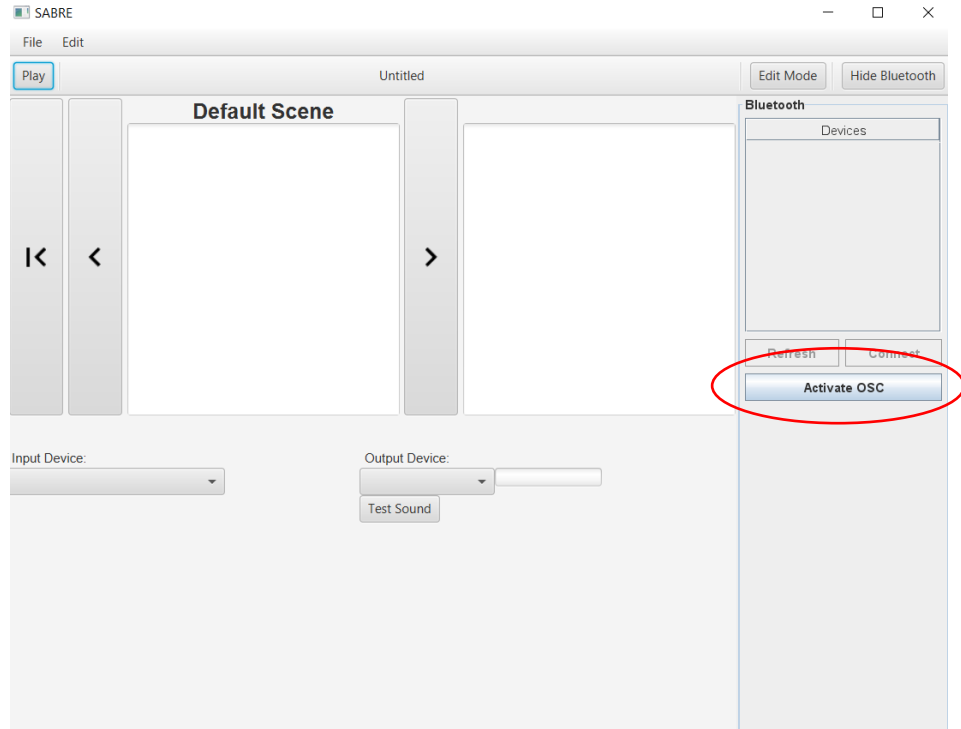 SABRE
File Edit
Play Untitled Edit Mode Hide Bluetooth
Default Scene
Bluetooth
Devices
Refresh Connect
Activate OSC
Input Device: Output Device:
Test Sound